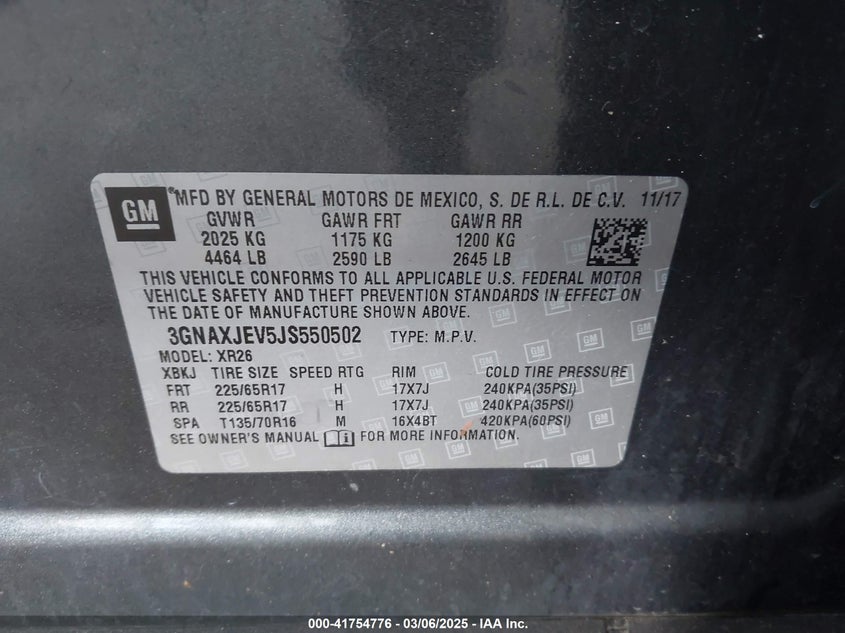 GM ®MFD BY GENERAL MOTORS DE MEXICO, S. DE R.L. DE C.V. 11/17
GVWR GAWR FRT GAWR RR
2025 KG 1175 KG 1200 KG
4464 LB 2590 LB 2645 LB
THIS VEHICLE CONFORMS TO ALL APPLICABLE U.S. FEDERAL MOTOR
VEHICLE SAFETY AND THEFT PREVENTION STANDARDS IN EFFECT ON
THE DATE OF MANUFACTURE SHOWN ABOVE.
3GNAXJEV5JS550502 TYPE: M.P.V.
MODEL: XR26
XBKJ TIRE SIZE SPEED RTG RIM COLD TIRE PRESSURE
FRT 225/65R17 H 17X7J 240KPA(35PSI)
RR 225/65R17 H 17X7J 240KPA(35PSI)
SPA T135/70R16 M 16X4BT 420KPA(60PSI)
SEE OWNER'S MANUAL FOR MORE INFORMATION.
000-41754776 - 03/06/2025 - IAA Inc.